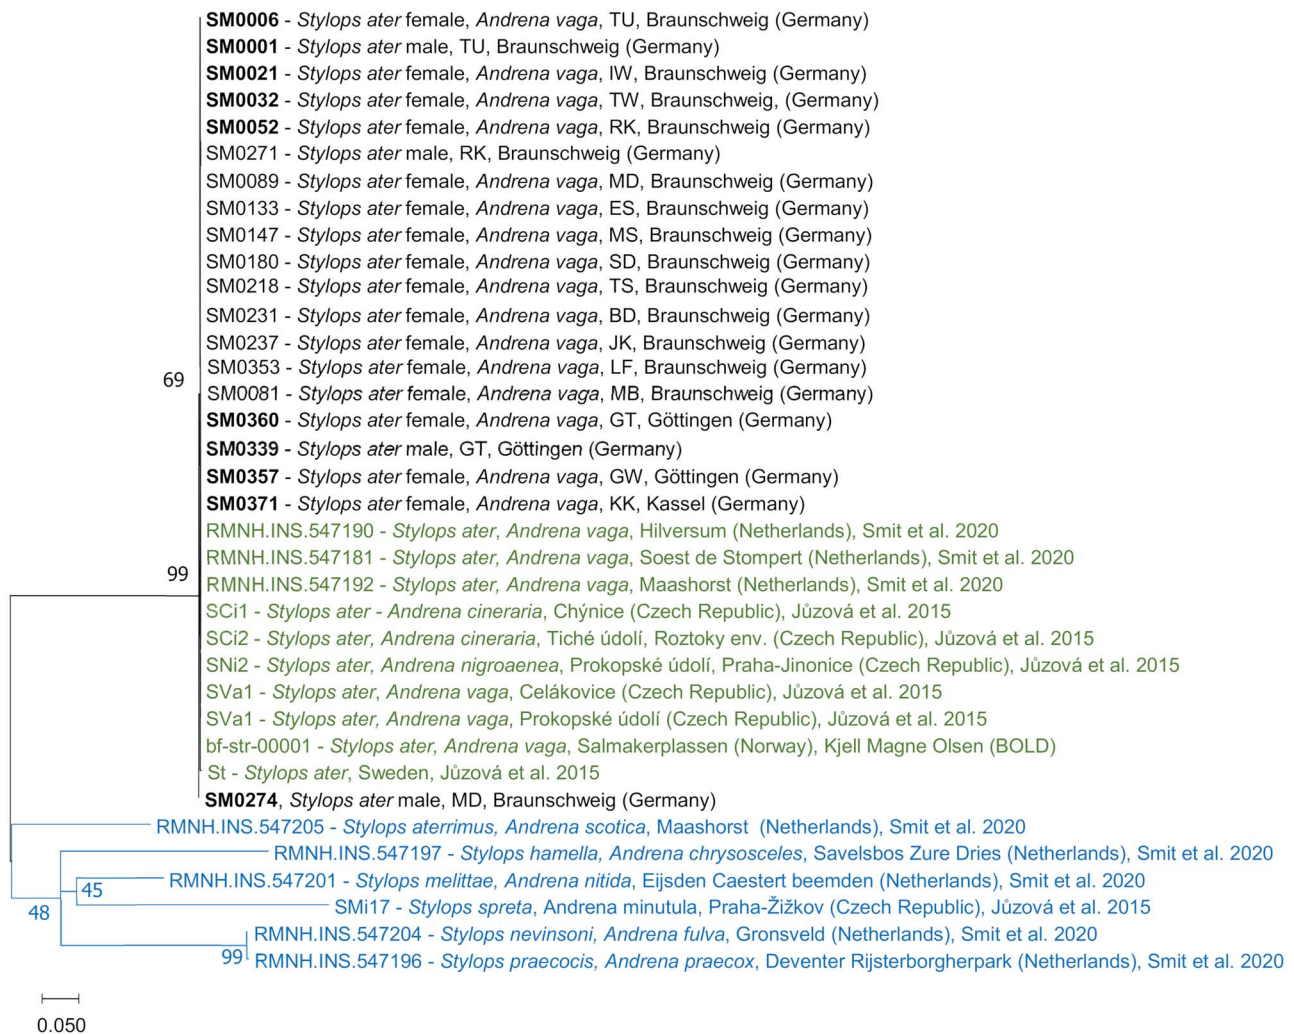 SM0006 - Stylops ater female, Andrena vaga, TU, Braunschweig (Germany)
SM0001 - Stylops ater male, TU, Braunschweig (Germany)
SM0021 - Stylops ater female, Andrena vaga, IW, Braunschweig (Germany)
SM0032 - Stylops ater female, Andrena vaga, TW, Braunschweig, (Germany)
SM0052 - Stylops ater female, Andrena vaga, RK, Braunschweig (Germany)
SM0271 - Stylops ater male, RK, Braunschweig (Germany)
SM0089 - Stylops ater female, Andrena vaga, MD, Braunschweig (Germany)
SM0133 - Stylops ater female, Andrena vaga, ES, Braunschweig (Germany)
SM0147 - Stylops ater female, Andrena vaga, MS, Braunschweig (Germany)
SM0180 - Stylops ater female, Andrena vaga, SD, Braunschweig (Germany)
SM0218 - Stylops ater female, Andrena vaga, TS, Braunschweig (Germany)
SM0231 - Stylops ater female, Andrena vaga, BD, Braunschweig (Germany)
SM0237 - Stylops ater female, Andrena vaga, JK, Braunschweig (Germany)
SM0353 - Stylops ater female, Andrena vaga, LF, Braunschweig (Germany)
69
SM0081 - Stylops ater female, Andrena vaga, MB, Braunschweig (Germany)
SM0360 - Stylops ater female, Andrena vaga, GT, Göttingen (Germany)
SM0339 - Stylops ater male, GT, Göttingen (Germany)
SM0357 - Stylops ater female, Andrena vaga, GW, Göttingen (Germany)
SM0371 - Stylops ater female, Andrena vaga, KK, Kassel (Germany)
RMNH.INS.547190 - Stylops ater, Andrena vaga, Hilversum (Netherlands), Smit et al. 2020
RMNH.INS.547181 - Stylops ater, Andrena vaga, Soest de Stompert (Netherlands), Smit et al. 2020
99
RMNH.INS.547192 - Stylops ater, Andrena vaga, Maashorst (Netherlands), Smit et al. 2020
SCi1 - Stylops ater - Andrena cineraria, Chýnice (Czech Republic), Jůzová et al. 2015
SCi2 - Stylops ater, Andrena cineraria, Tiché údolí, Roztoky env. (Czech Republic), Jůzová et al. 2015
SNi2 - Stylops ater, Andrena nigroaenea, Prokopské údolí, Praha-Jinonice (Czech Republic), Jůzová et al. 2015
SVa1 - Stylops ater, Andrena vaga, Celákovice (Czech Republic), Jůzová et al. 2015
SVa1 - Stylops ater, Andrena vaga, Prokopské údolí (Czech Republic), Jůzová et al. 2015
bf-str-00001 - Stylops ater, Andrena vaga, Salmakerplassen (Norway), Kjell Magne Olsen (BOLD)
St - Stylops ater, Sweden, Jůzová et al. 2015
SM0274, Stylops ater male, MD, Braunschweig (Germany)
RMNH.INS.547205 - Stylops aterrimus, Andrena scotica, Maashorst (Netherlands), Smit et al. 2020
RMNH.INS.547197 - Stylops hamella, Andrena chrysosceles, Savelsbos Zure Dries (Netherlands), Smit et al. 2020
RMNH.INS.547201 - Stylops melittae, Andrena nitida, Eijsden Caestert beemden (Netherlands), Smit et al. 2020
45
SMi17 - Stylops spreta, Andrena minutula, Praha-Žižkov (Czech Republic), Jůzová et al. 2015
48
RMNH.INS.547204 - Stylops nevinsoni, Andrena fulva, Gronsveld (Netherlands), Smit et al. 2020
99
RMNH.INS.547196 - Stylops praecocis, Andrena praecox, Deventer Rijsterborgherpark (Netherlands), Smit et al. 2020
0.050